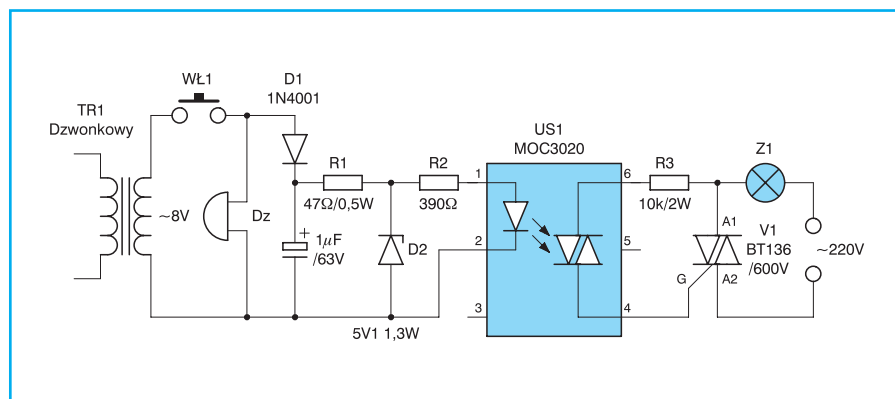 TR1
Dzwonkowy
WŁ1
~8V
Dz
D1
1N4001
R1
47Ω/0,5W
+
1µF
/63V
D2
5V1 1,3W
R2
390Ω
US1
MOC3020
1
2
3
6
5
4
R3
10k/2W
Z1
A1
V1
BT136
/600V
G
A2
~220V